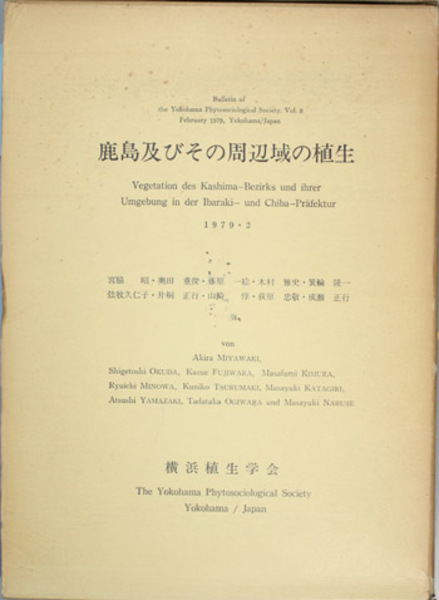 Bulletin of
the Yokohama Phytosociological Society, Vol. 8
February 1979, Yokohama/Japan
鹿島及びその周辺域の植生
Vegetation des Kashima-Bezirks und ihrer
Umgebung in der Ibaraki- und Chiba-Präfektur
1979・2
宮脇 昭・奥田 重俊・藤原 一絵・木村 雅史・箕輪 隆一
弦牧久仁子・片桐 正行・山崎 惇・荻原 忠敬・成瀬 正行
von
Akira MIYAWAKI,
Shigetoshi OKUDA, Kazue FUJIWARA, Masafumi KIMURA,
Ryuichi MINOWA, Kuniko TSURUMAKI, Masayuki KATAGIRI,
Atsushi YAMAZAKI, Tadataka OGIWARA und Masayuki NARUSE
横浜植生学会
The Yokohama Phytosociological Society
Yokohama / Japan